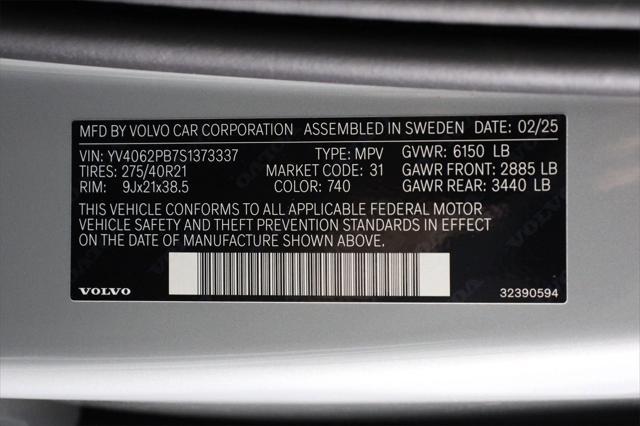 MFD BY VOLVO CAR CORPORATION ASSEMBLED IN SWEDEN DATE: 02/25
VIN: YV4062PB7S1373337 TYPE: MPV GVWR: 6150 LB
TIRES: 275/40R21 MARKET CODE: 31 GAWR FRONT: 2885 LB
RIM: 9Jx21x38.5 COLOR: 740 GAWR REAR: 3440 LB
THIS VEHICLE CONFORMS TO ALL APPLICABLE FEDERAL MOTOR
VEHICLE SAFETY AND THEFT PREVENTION STANDARDS IN EFFECT
ON THE DATE OF MANUFACTURE SHOWN ABOVE.
VOLVO 32390594